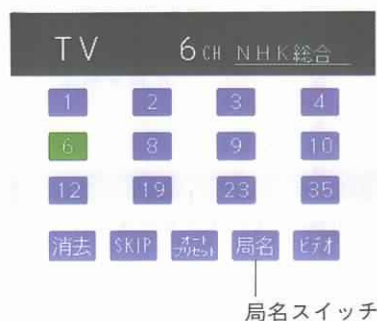 TV 6CH NHK総合
1 2 3 4
6 8 9 10
12 19 23 35
消去 SKIP オートプリセット 局名 ビデオ
局名スイッチ